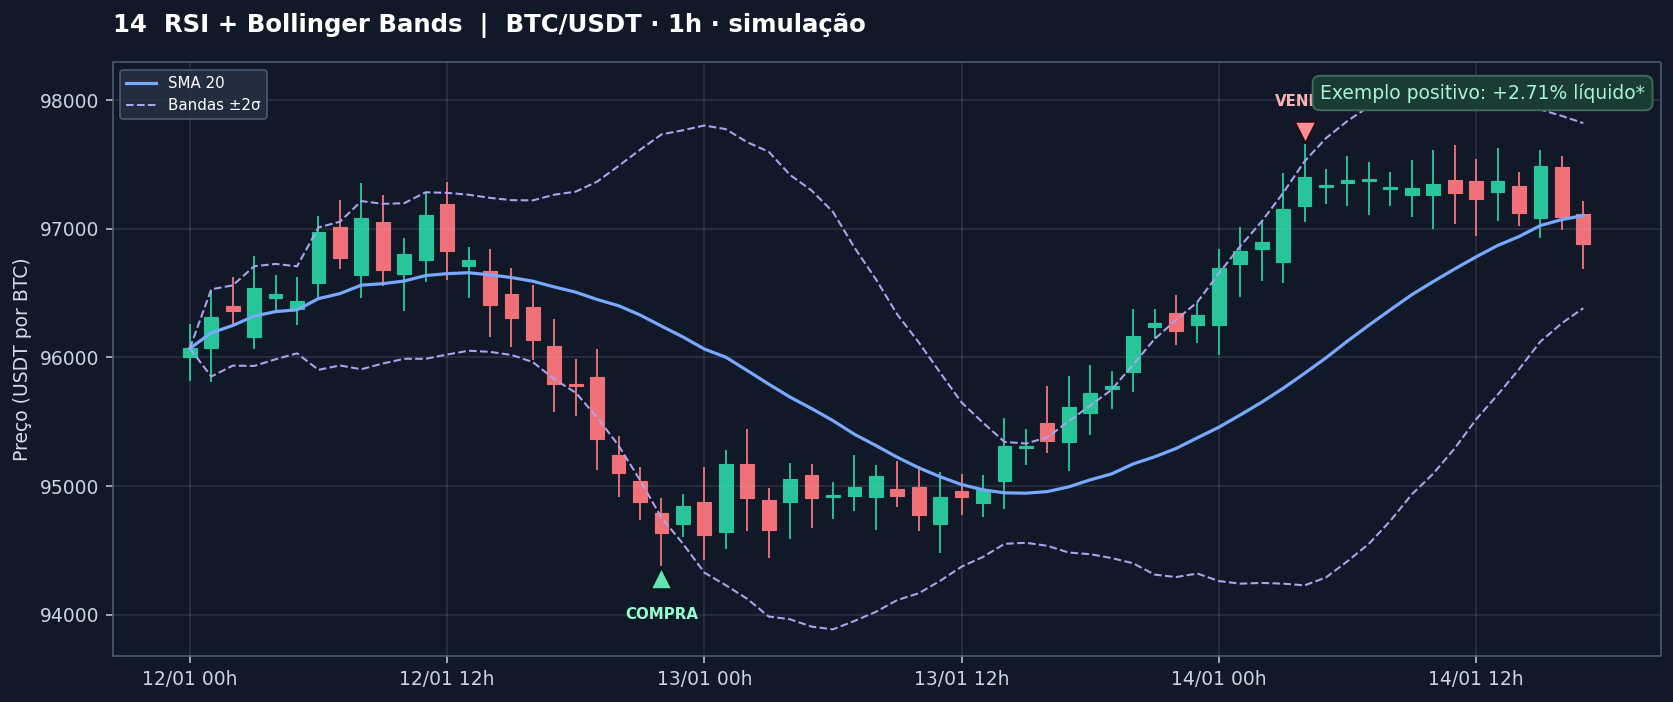 14  RSI + Bollinger Bands  |  BTC/USDT · 1h · simulação
SMA 20
Bandas ±2σ
Exemplo positivo: +2.71% líquido*
98000
97000
96000
95000
94000
Preço (USDT por BTC)
COMPRA
12/01 00h
12/01 12h
13/01 00h
13/01 12h
14/01 00h
14/01 12h